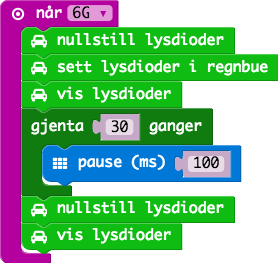 når 6G
nullstill lysdioder
sett lysdioder i regnbue
vis lysdioder
gjenta 30 ganger
pause (ms) 100
nullstill lysdioder
vis lysdioder